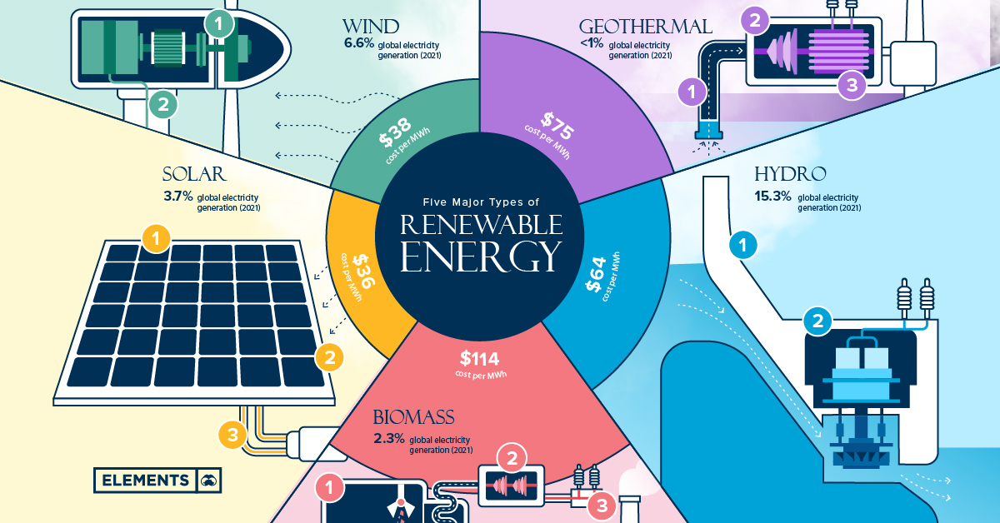 Five Major Types of
RENEWABLE
ENERGY
WIND
6.6% global electricity
generation (2021)
1
2
$38
cost per MWh
GEOTHERMAL
<1% global electricity
generation (2021)
1
2
3
$75
cost per MWh
SOLAR
3.7% global electricity
generation (2021)
1
2
3
$36
cost per MWh
HYDRO
15.3% global electricity
generation (2021)
1
2
$64
cost per MWh
$114
cost per MWh
BIOMASS
2.3% global electricity
generation (2021)
1
2
3
ELEMENTS